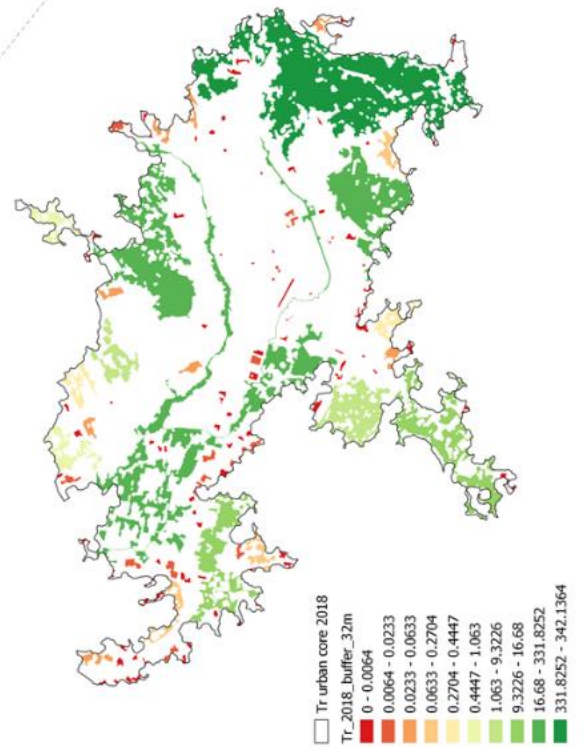 Tr urban core 2018
Tr_2018_buffer_32m
0 - 0.0064
0.0064 - 0.0233
0.0233 - 0.0633
0.0633 - 0.2704
0.2704 - 0.4447
0.4447 - 1.063
1.063 - 9.3226
9.3226 - 16.68
16.68 - 331.8252
331.8252 - 342.1364